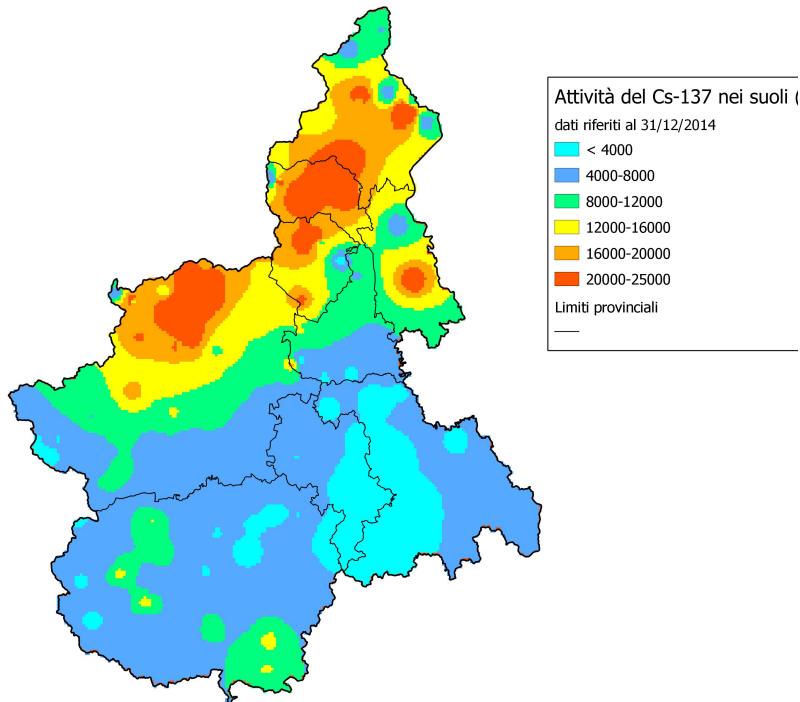 Attività del Cs-137 nei suoli (
dati riferiti al 31/12/2014
< 4000
4000-8000
8000-12000
12000-16000
16000-20000
20000-25000
Limiti provinciali